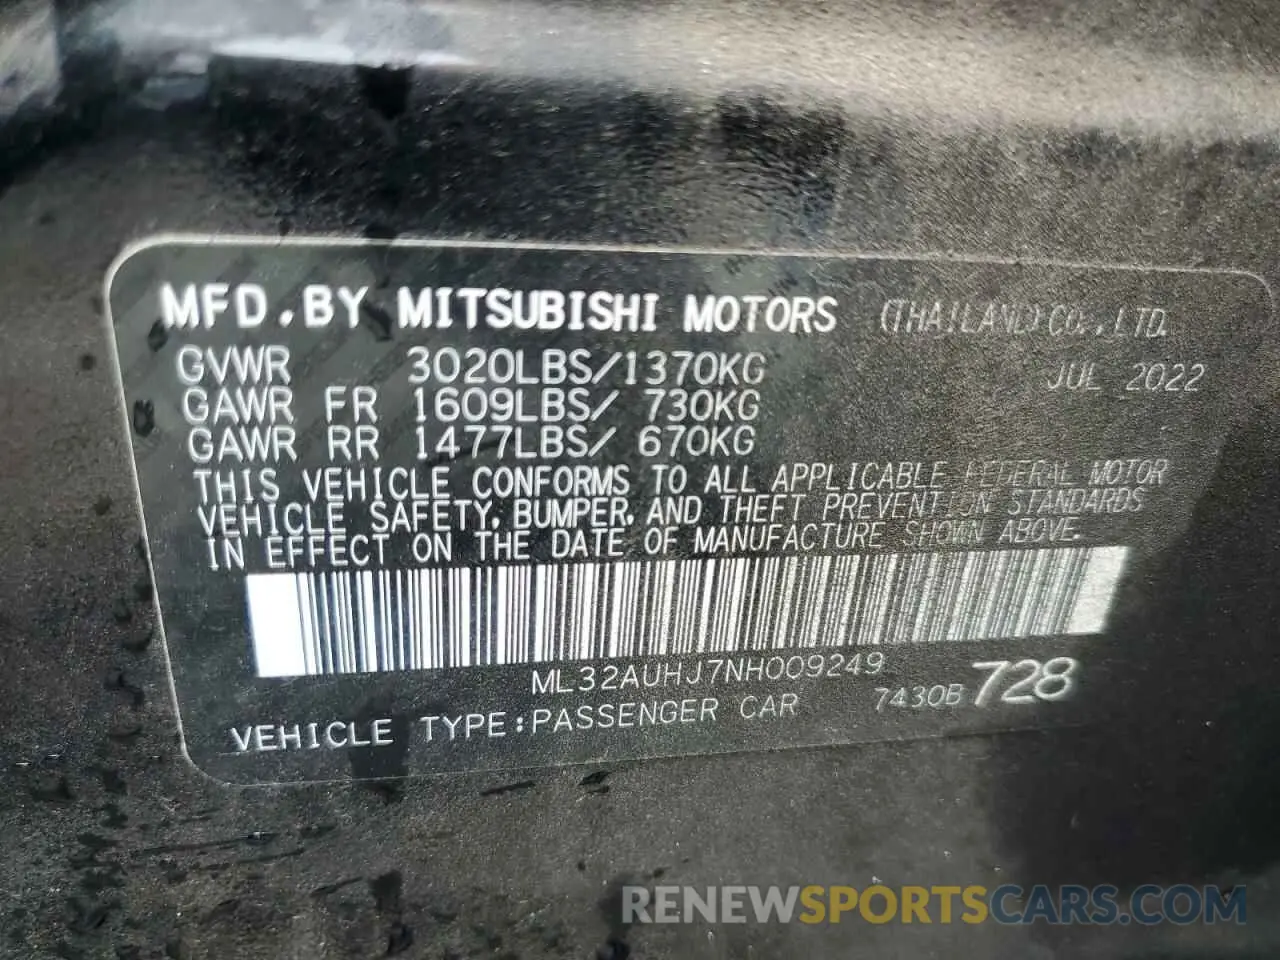 MFD.BY MITSUBISHI MOTORS (THAILAND) CO., LTD.
GVWR 3020LBS/1370KG JUL 2022
GAWR FR 1609LBS/ 730KG
GAWR RR 1477LBS/ 670KG
THIS VEHICLE CONFORMS TO ALL APPLICABLE FEDERAL MOTOR
VEHICLE SAFETY, BUMPER, AND THEFT PREVENTION STANDARDS
IN EFFECT ON THE DATE OF MANUFACTURE SHOWN ABOVE.
ML32AUHJ7NH009249
VEHICLE TYPE:PASSENGER CAR 7430B 728
RENEWSPORTSCARS.COM